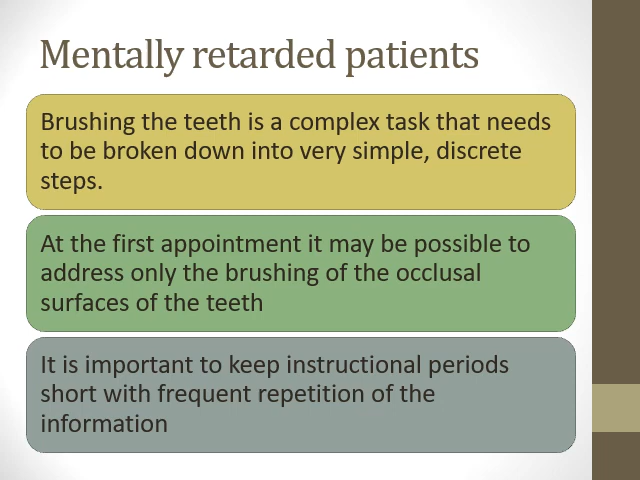 Mentally retarded patients
Brushing the teeth is a complex task that needs
to be broken down into very simple, discrete
steps.
At the first appointment it may be possible to
address only the brushing of the occlusal
surfaces of the teeth
It is important to keep instructional periods
short with frequent repetition of the
information